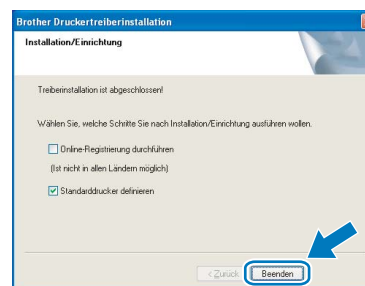 Brother Druckertreiberinstallation
Installation/Einrichtung
Treiberinstallation ist abgeschlossen!
Wählen Sie, welche Schritte Sie nach Installation/Einrichtung ausführen wollen.
Online-Registrierung durchführen
(Ist nicht in allen Ländern möglich)
Standarddrucker definieren
< Zurück
Beenden